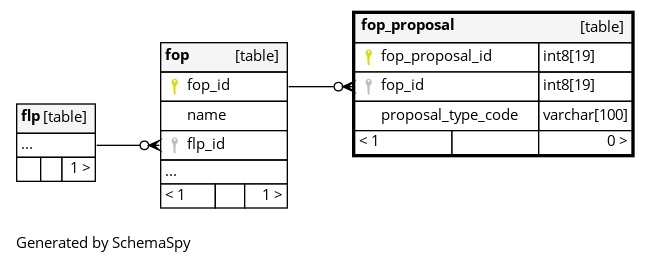 flp [table]
...
1 >
fop [table]
fop_id
name
flp_id
...
< 1 1 >
fop_proposal [table]
fop_proposal_id int8[19]
fop_id int8[19]
proposal_type_code varchar[100]
< 1 0 >
Generated by SchemaSpy